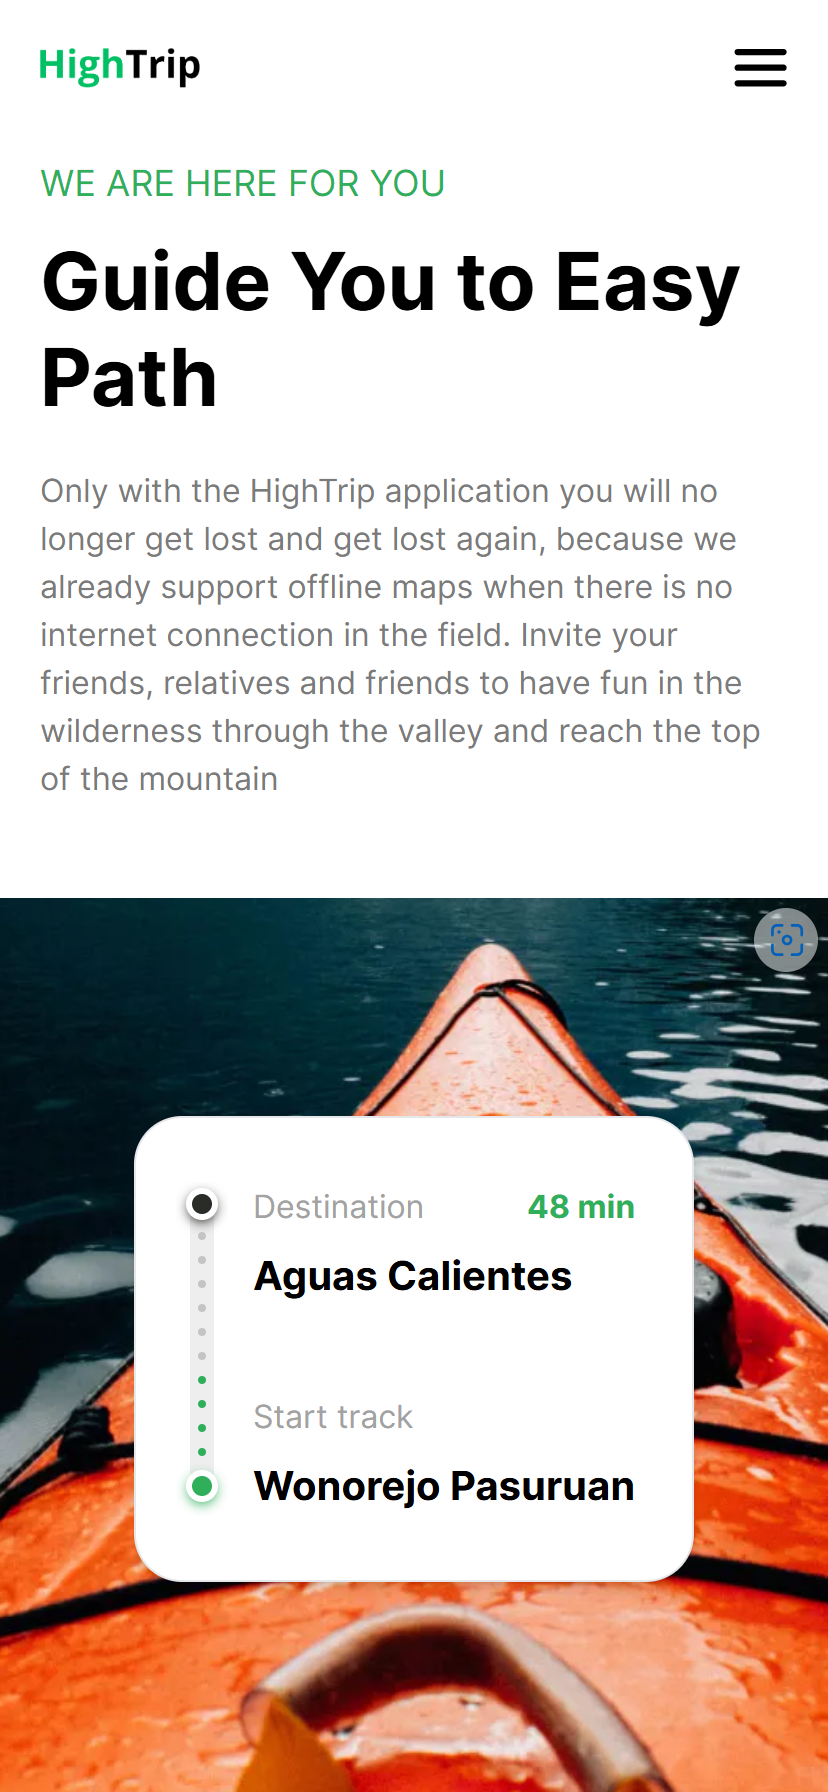 HighTrip
WE ARE HERE FOR YOU
Guide You to Easy
Path
Only with the HighTrip application you will no
longer get lost and get lost again, because we
already support offline maps when there is no
internet connection in the field. Invite your
friends, relatives and friends to have fun in the
wilderness through the valley and reach the top
of the mountain
Destination 48 min
Aguas Calientes
Start track
Wonorejo Pasuruan